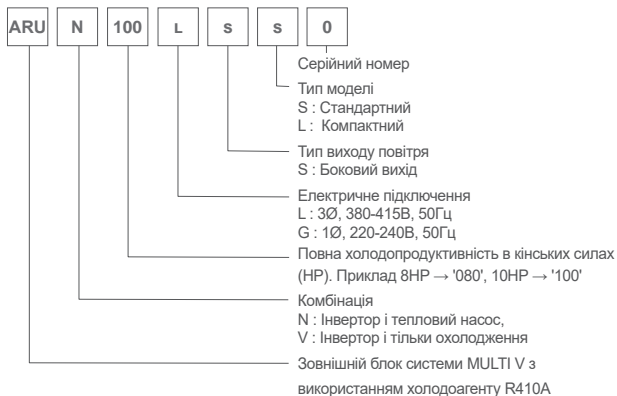 ARU N 100 L S S 0
Серійний номер
Тип моделі
S : Стандартний
L : Компактний
Тип виходу повітря
S : Боковий вихід
Електричне підключення
L : 3Ø, 380-415В, 50Гц
G : 1Ø, 220-240В, 50Гц
Повна холодопродуктивність в кінських силах
(HP). Приклад 8HP → '080', 10HP → '100'
Комбінація
N : Інвертор і тепловий насос,
V : Інвертор і тільки охолодження
Зовнішній блок системи MULTI V з
використанням холодоагенту R410A